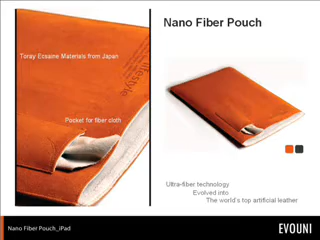 Nano Fiber Pouch
Toray Ecsaine Materials from Japan
lifestyle
Pocket for fiber cloth
Ultra-fiber technology
Evolved into
The world's top artificial leather
Nano Fiber Pouch_iPad
EVOUNI